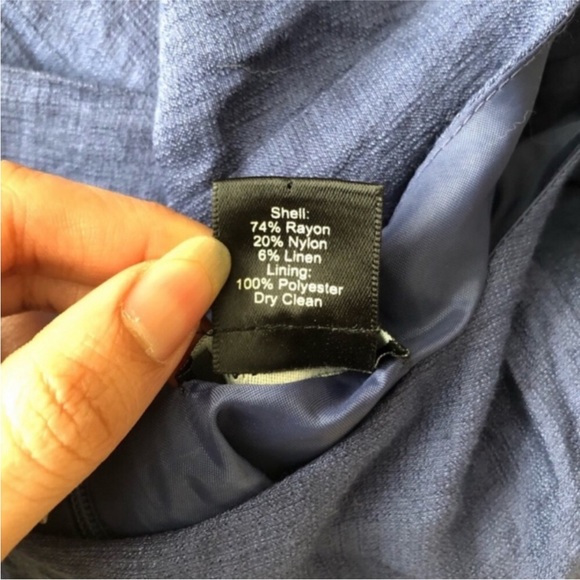 Shell:
74% Rayon
20% Nylon
6% Linen
Lining:
100% Polyester
Dry Clean